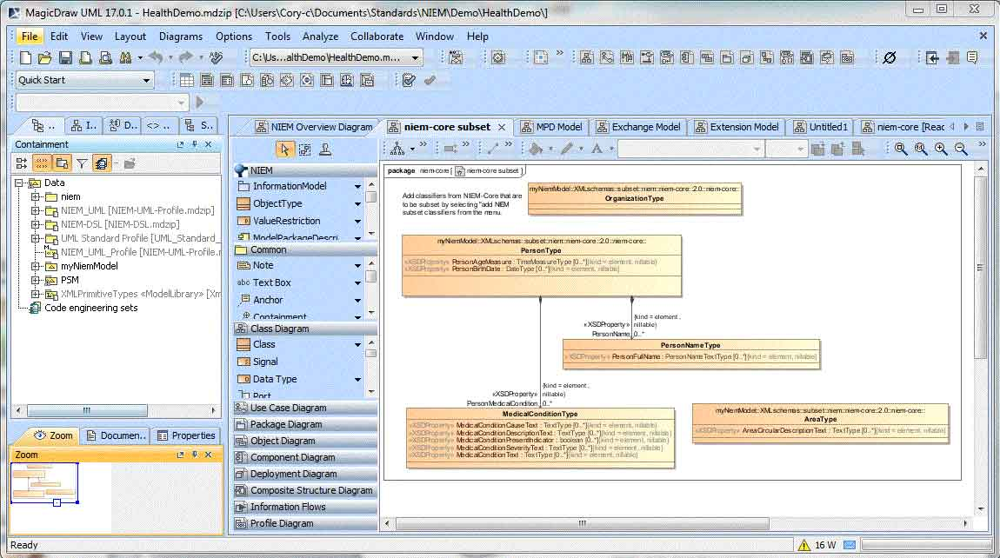 MagicDraw UML 17.0.1 - HealthDemo.mdzip [C:\Users\Cory-c\Documents\Standards\NIEM\Demo\HealthDemo\]
File Edit View Layout Diagrams Options Tools Analyze Collaborate Window Help
C:\Us...althDemo\HealthDemo.m...
Quick Start
I.. D.. <> .. S..
NIEM Overview Diagram niem-core subset MPD Model Exchange Model Extension Model Untitled1 niem-core [Reac
Containment
Data
niem
NIEM_UML [NIEM-UML-Profile.mdzip]
NIEM-DSL [NIEM-DSL.mdzip]
UML Standard Profile [UML_Standard_
NIEM_UML_Profile [NIEM-UML-Profile.r
myNiemModel
PSM
XMLPrimitiveTypes «ModelLibrary» [Xm
Code engineering sets
Zoom Documen.. Properties
Zoom
NIEM
InformationModel
ObjectType
ValueRestriction
ModelPackageDescri
Common
Note
abc Text Box
Anchor
Containment
Class Diagram
Class
Signal
Data Type
Port
Use Case Diagram
Package Diagram
Object Diagram
Component Diagram
Deployment Diagram
Composite Structure Diagram
Information Flows
Profile Diagram
package niem-core [ niem-core subset ]
Add classifiers from NIEM-Core that are
to be subset by selecting "add NIEM
subset classifiers from the menu.
myNiemModel::XMLschemas::subset::niem::niem-core::2.0::niem-core::
OrganizationType
myNiemModel::XMLschemas::subset::niem::niem-core::2.0::niem-core::
PersonType
«XSDProperty» PersonAgeMeasure : TimeMeasureType [0..*]{kind = element, nillable}
«XSDProperty» PersonBirthDate : DateType [0..*]{kind = element, nillable}
{kind = element ,
«XSDProperty» nillable}
PersonName 0..*
PersonNameType
«XSDProperty» PersonFullName : PersonNameTextType [0..*]{kind = element, nillable}
{kind = element ,
«XSDProperty» nillable}
PersonMedicalCondition 0..*
MedicalConditionType
«XSDProperty» MedicalConditionCauseText : TextType [0..*]{kind = element, nillable}
«XSDProperty» MedicalConditionDescriptionText : TextType [0..*]{kind = element, nillable}
«XSDProperty» MedicalConditionPresentIndicator : boolean [0..*]{kind = element, nillable}
«XSDProperty» MedicalConditionSeverityText : TextType [0..*]{kind = element, nillable}
«XSDProperty» MedicalConditionText : TextType [0..*]{kind = element, nillable}
myNiemModel::XMLschemas::subset::niem::niem-core::2.0::niem-core::
AreaType
«XSDProperty» AreaCircularDescriptionText : TextType [0..*]{kind = element, nillable}
Ready
16 W